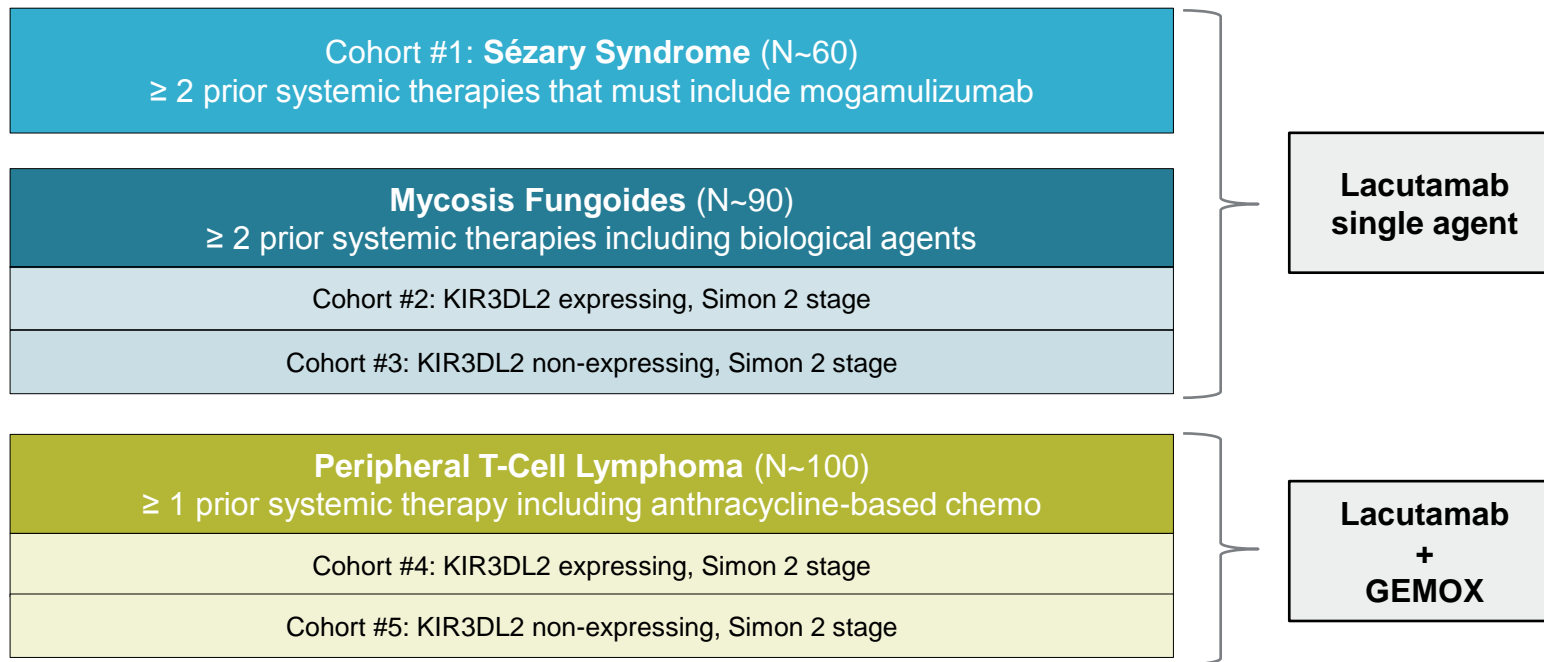 Cohort #1: Sézary Syndrome (N~60)
≥ 2 prior systemic therapies that must include mogamulizumab
Mycosis Fungoides (N~90)
≥ 2 prior systemic therapies including biological agents
Cohort #2: KIR3DL2 expressing, Simon 2 stage
Cohort #3: KIR3DL2 non-expressing, Simon 2 stage
Lacutamab
single agent
Peripheral T-Cell Lymphoma (N~100)
≥ 1 prior systemic therapy including anthracycline-based chemo
Cohort #4: KIR3DL2 expressing, Simon 2 stage
Cohort #5: KIR3DL2 non-expressing, Simon 2 stage
Lacutamab
+
GEMOX